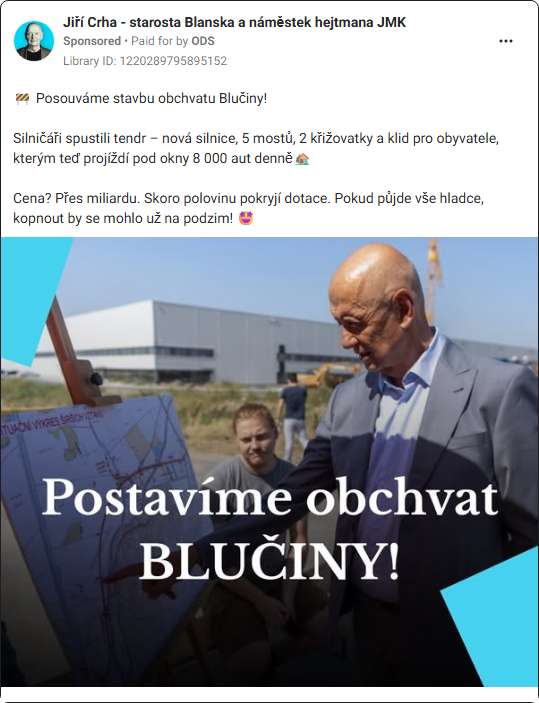 Jiří Crha - starosta Blanska a náměstek hejtmana JMK
Sponsored • Paid for by ODS
Library ID: 1220289795895152
🚧 Posouváme stavbu obchvatu Blučiny!
Silničáři spustili tendr – nová silnice, 5 mostů, 2 křižovatky a klid pro obyvatele,
kterým teď projíždí pod okny 8 000 aut denně🏠
Cena? Přes miliardu. Skoro polovinu pokryjí dotace. Pokud půjde vše hladce,
kopnout by se mohlo už na podzim! 🤩
Postavíme obchvat
BLUČINY!